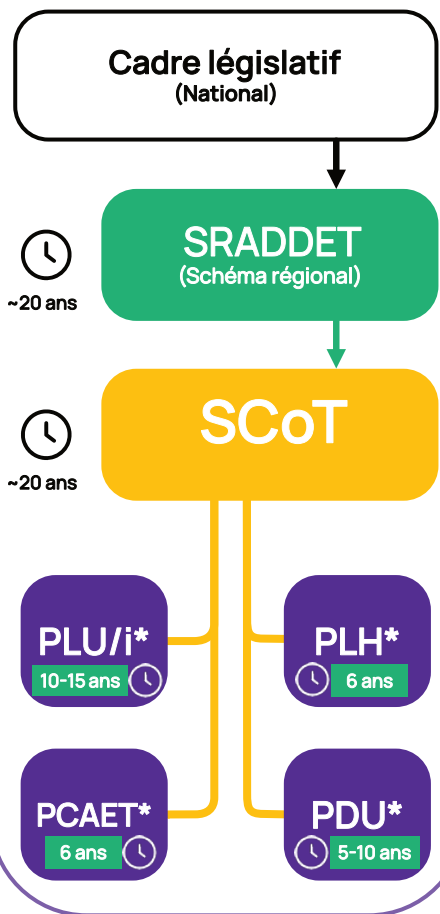 Cadre législatif
(National)
SRADDET
(Schéma régional)
~20 ans
SCoT
~20 ans
PLU/i*
10-15 ans
PLH*
6 ans
PCAET*
6 ans
PDU*
5-10 ans